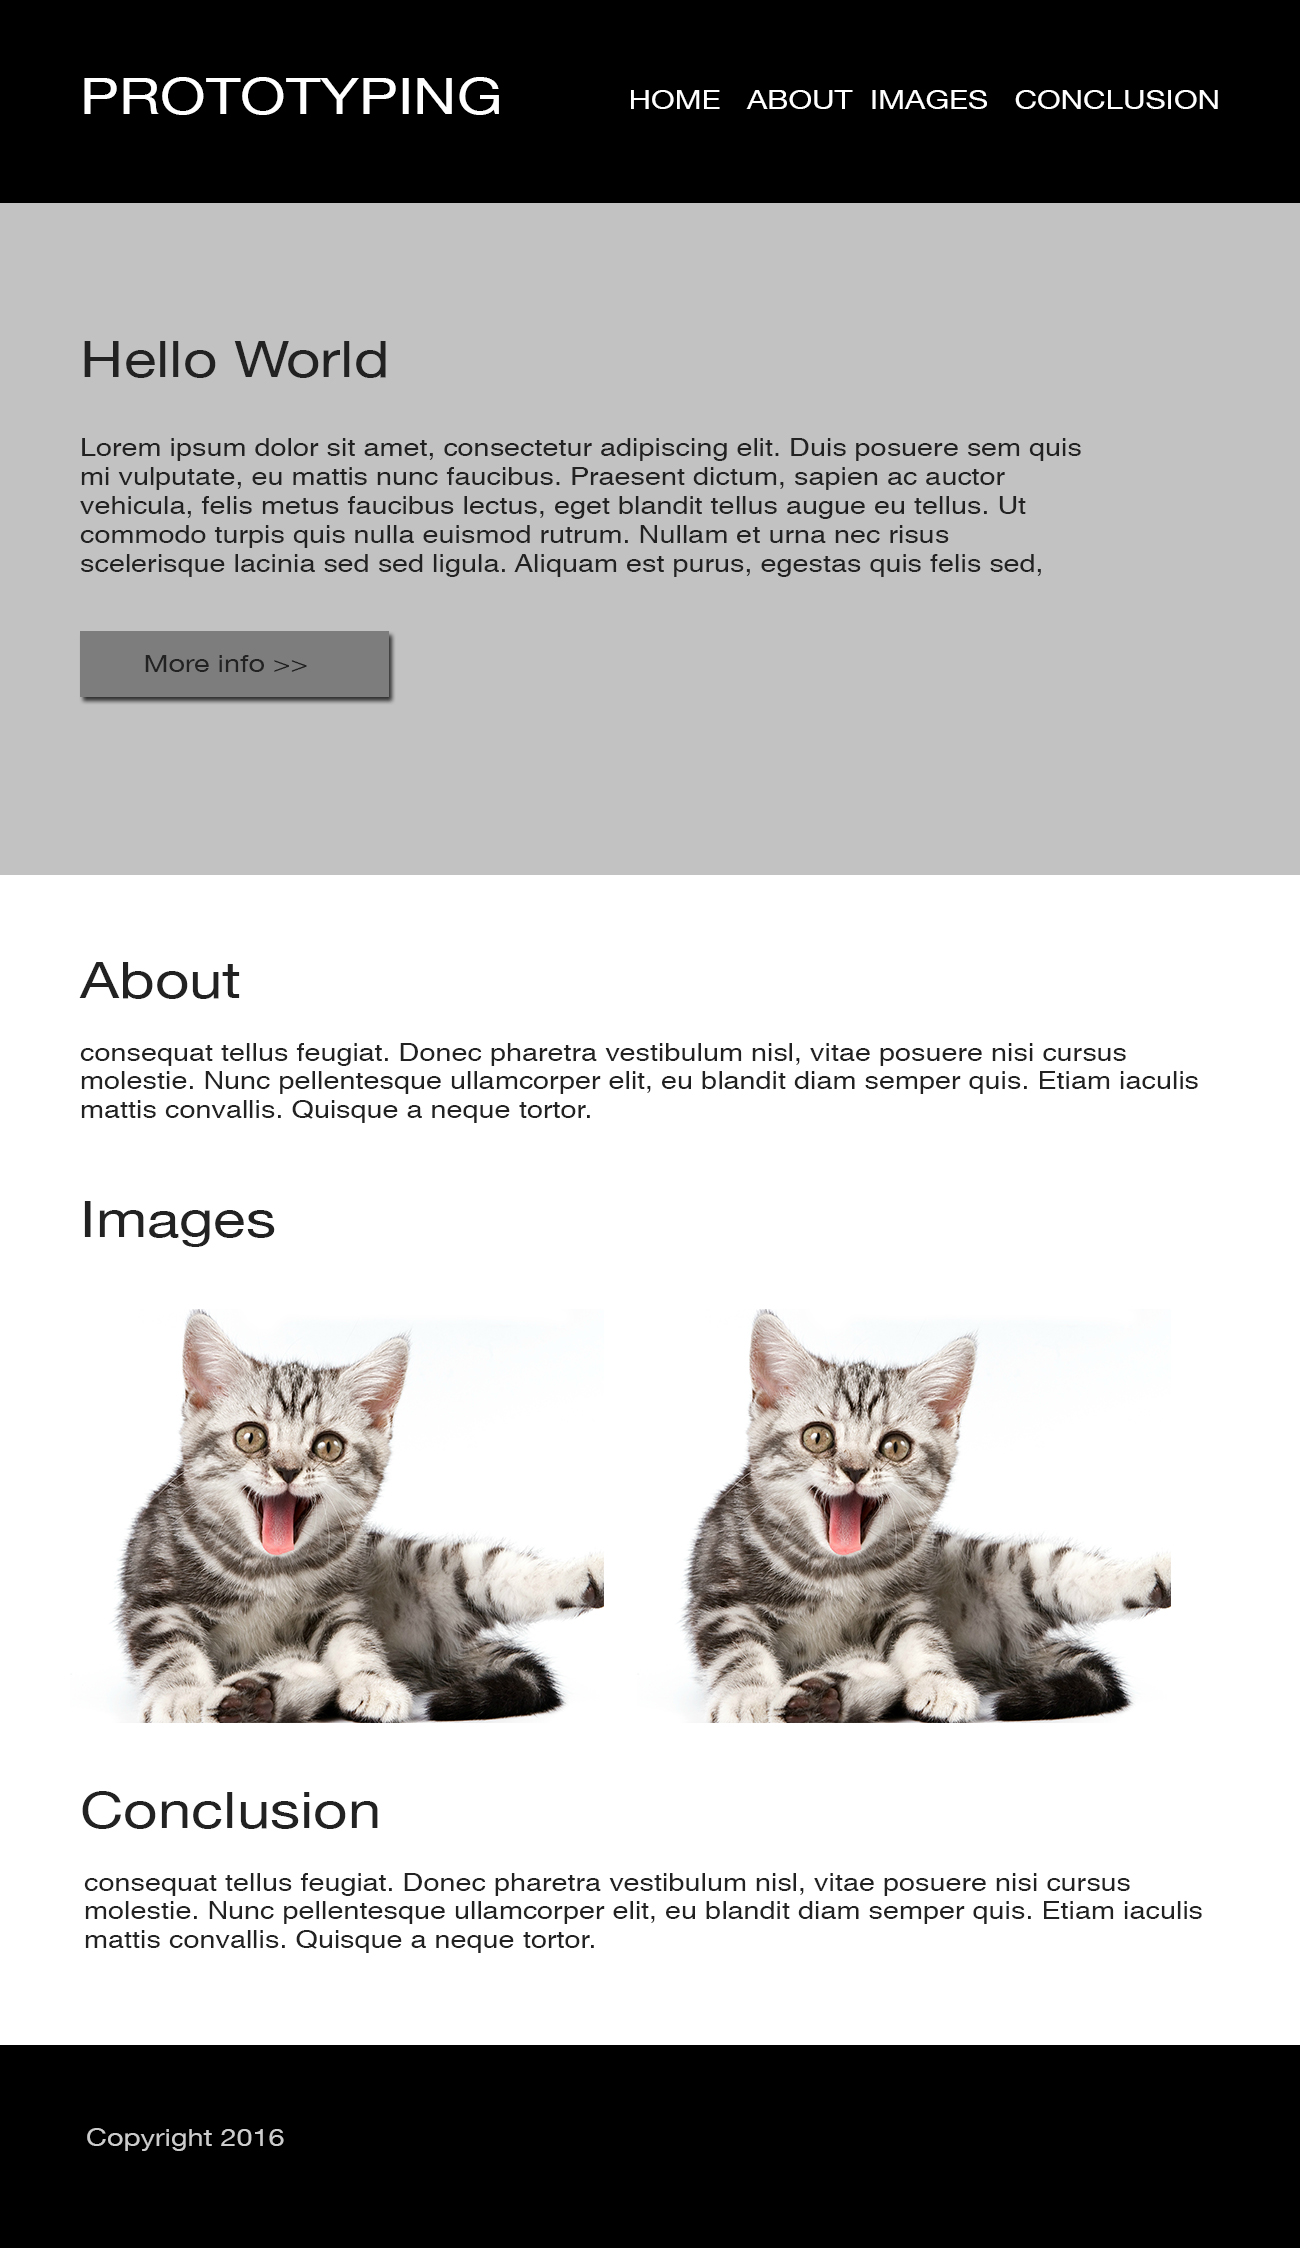 PROTOTYPING
HOME ABOUT IMAGES CONCLUSION
Hello World
Lorem ipsum dolor sit amet, consectetur adipiscing elit. Duis posuere sem quis
mi vulputate, eu mattis nunc faucibus. Praesent dictum, sapien ac auctor
vehicula, felis metus faucibus lectus, eget blandit tellus augue eu tellus. Ut
commodo turpis quis nulla euismod rutrum. Nullam et urna nec risus
scelerisque lacinia sed sed ligula. Aliquam est purus, egestas quis felis sed,
More info >>
About
consequat tellus feugiat. Donec pharetra vestibulum nisl, vitae posuere nisi cursus
molestie. Nunc pellentesque ullamcorper elit, eu blandit diam semper quis. Etiam iaculis
mattis convallis. Quisque a neque tortor.
Images
Conclusion
consequat tellus feugiat. Donec pharetra vestibulum nisl, vitae posuere nisi cursus
molestie. Nunc pellentesque ullamcorper elit, eu blandit diam semper quis. Etiam iaculis
mattis convallis. Quisque a neque tortor.
Copyright 2016